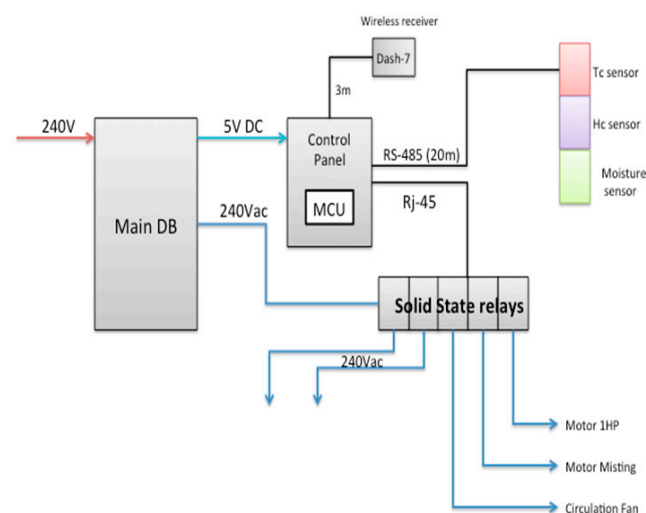 Wireless receiver
Dash-7
3m
Tc sensor
Hc sensor
Moisture
sensor
240V
5V DC
Control
Panel
MCU
RS-485 (20m)
Rj-45
Main DB
240Vac
Solid State relays
240Vac
Motor 1HP
Motor Misting
Circulation Fan